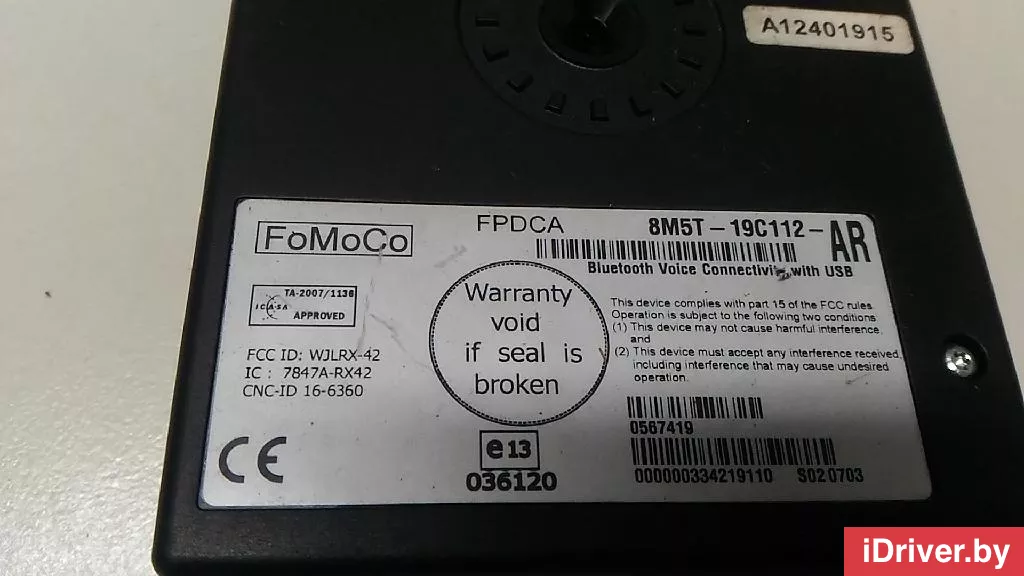 A12401915
FoMoCo
FPDCA
8M5T-19C112-AR
Bluetooth Voice Connectivity with USB
TA-2007/1136
ICASA
APPROVED
FCC ID: WJLRX-42
IC : 7847A-RX42
CNC-ID 16-6360
Warranty
void
if seal is
broken
This device complies with part 15 of the FCC rules
Operation is subject to the following two conditions
(1) This device may not cause harmful interference,
and
(2) This device must accept any interference received,
including interference that may cause undesired
operation.
0567419
000000334219110 S020703
CE
e13
036120
iDriver.by